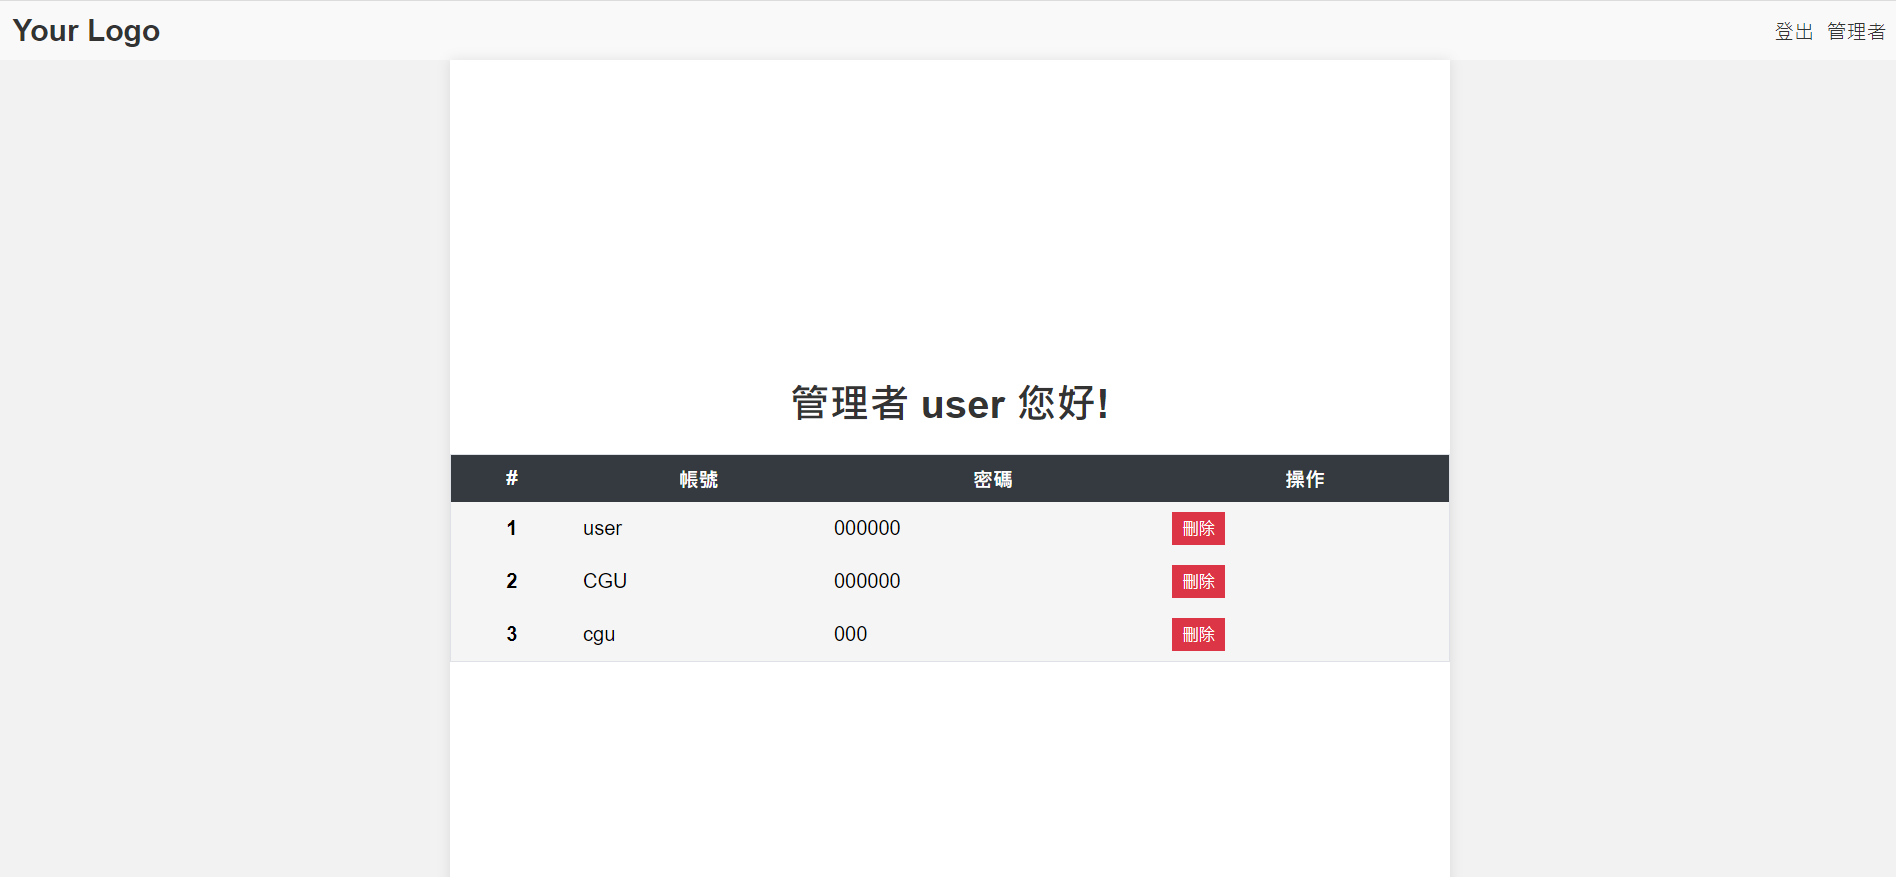 Your Logo 登出 管理者
管理者 user 您好!
# 帳號 密碼 操作
1 user 000000 刪除
2 CGU 000000 刪除
3 cgu 000 刪除